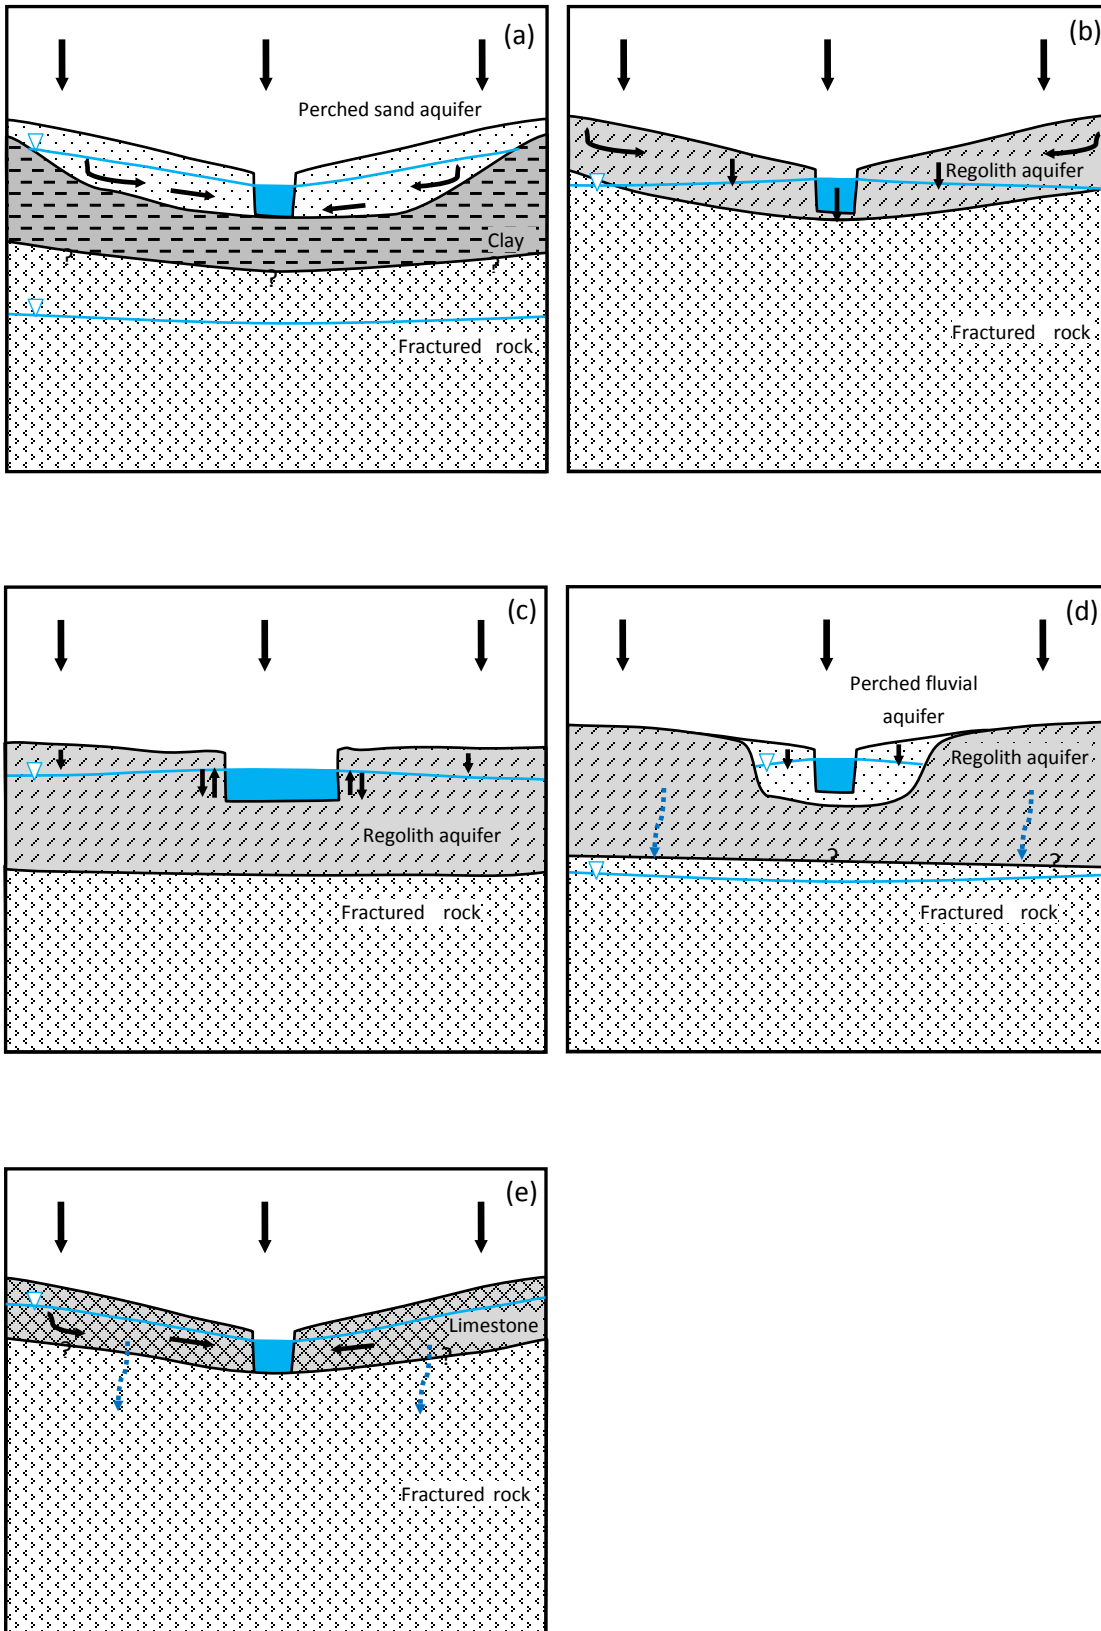 (a)
Perched sand aquifer
Clay
?
?
?
Fractured rock
(b)
Regolith aquifer
Fractured rock
(c)
Regolith aquifer
Fractured rock
(d)
Perched fluvial
aquifer
Regolith aquifer
?
?
Fractured rock
(e)
Limestone
?
?
Fractured rock